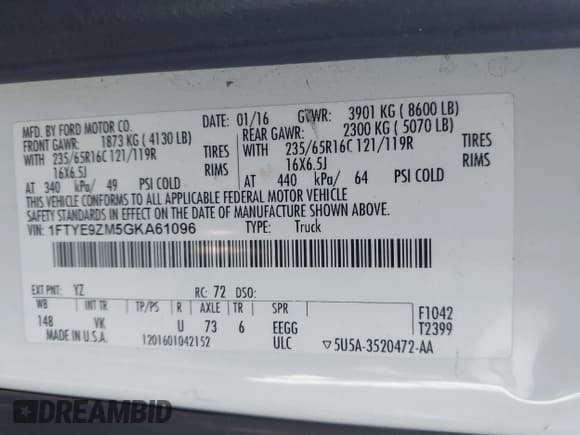 MFD. BY FORD MOTOR CO. DATE: 01/16 GVWR: 3901 KG ( 8600 LB)
FRONT GAWR: 1873 KG ( 4130 LB) REAR GAWR: 2300 KG ( 5070 LB)
WITH 235/65R16C 121/119R TIRES WITH 235/65R16C 121/119R TIRES
16X6.5J RIMS 16X6.5J RIMS
AT 340 kPa/ 49 PSI COLD AT 440 kPa/ 64 PSI COLD
THIS VEHICLE CONFORMS TO ALL APPLICABLE FEDERAL MOTOR VEHICLE
SAFETY STANDARDS IN EFFECT ON THE DATE OF MANUFACTURE SHOWN ABOVE.
VIN: 1FTYE9ZM5GKA61096 TYPE: Truck
EXT PNT: YZ RC: 72 DSO:
WB INT TR TP/PS R AXLE TR SPR F1042
148 VK U 73 6 EEGG T2399
MADE IN U.S.A. 1201601042152 ULC ▽5U5A-3520472-AA
DREAMBID